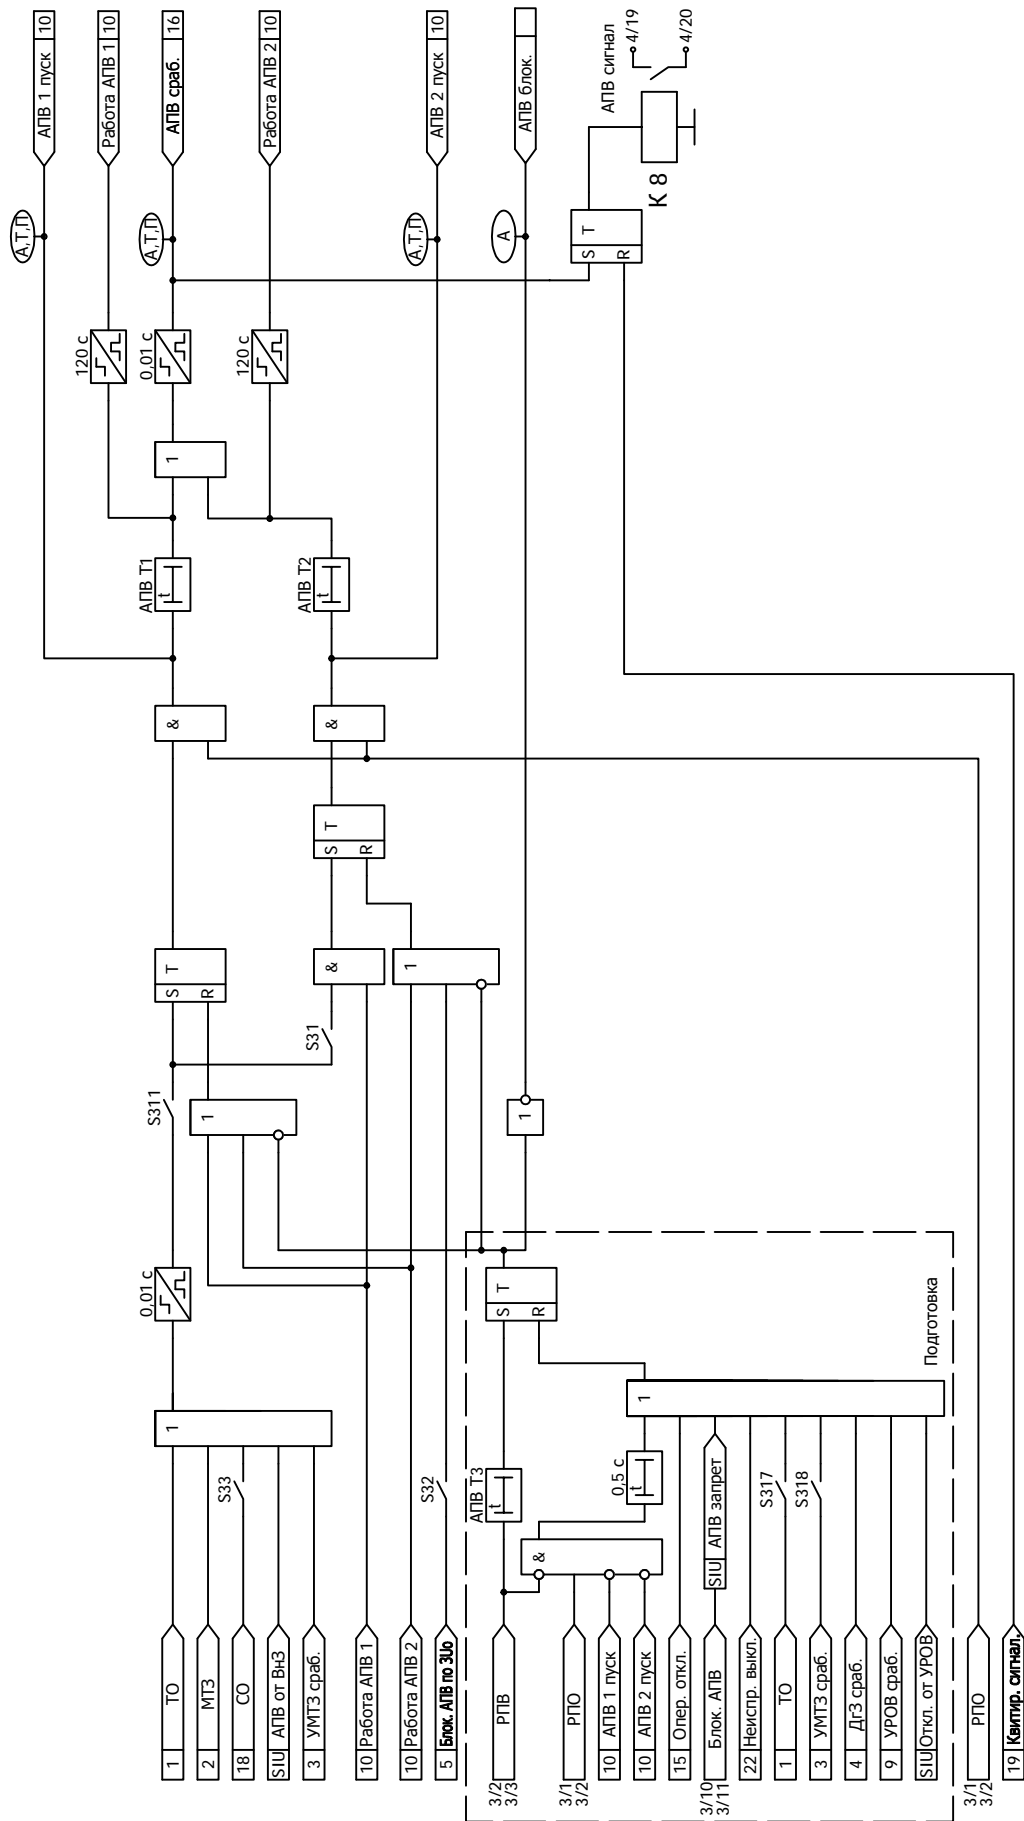 1 ТО
2 МТЗ
18 СО
SIU АПВ от ВнЗ
3 УМТЗ сраб.
10 Работа АПВ 1
10 Работа АПВ 2
5 Блок. АПВ по 3Uo
3/2
3/3
РПВ
3/1
3/2
РПО
10 АПВ 1 пуск
10 АПВ 2 пуск
15 Опер. откл.
3/10
3/11
Блок. АПВ
22 Неиспр. выкл.
1 ТО
3 УМТЗ сраб.
4 ДгЗ сраб.
9 УРОВ сраб.
SIU Откл. от УРОВ
3/1
3/2
РПО
19 Квитир. сигнал.
S33
S32
АПВ Т3
t
&
0,5 с
t
SIU АПВ запрет
S317
S318
1
1
Подготовка
0,01 с
S T
R
S311
1
1
S31
S T
R
&
1
S T
R
&
&
АПВ Т1
t
АПВ Т2
t
1
120 с
0,01 с
120 с
А,Т,П
А,Т,П
А,Т,П
А
S T
R
К 8
АПВ сигнал
4/19
4/20
АПВ 1 пуск 10
Работа АПВ 1 10
АПВ сраб. 16
Работа АПВ 2 10
АПВ 2 пуск 10
АПВ блок.